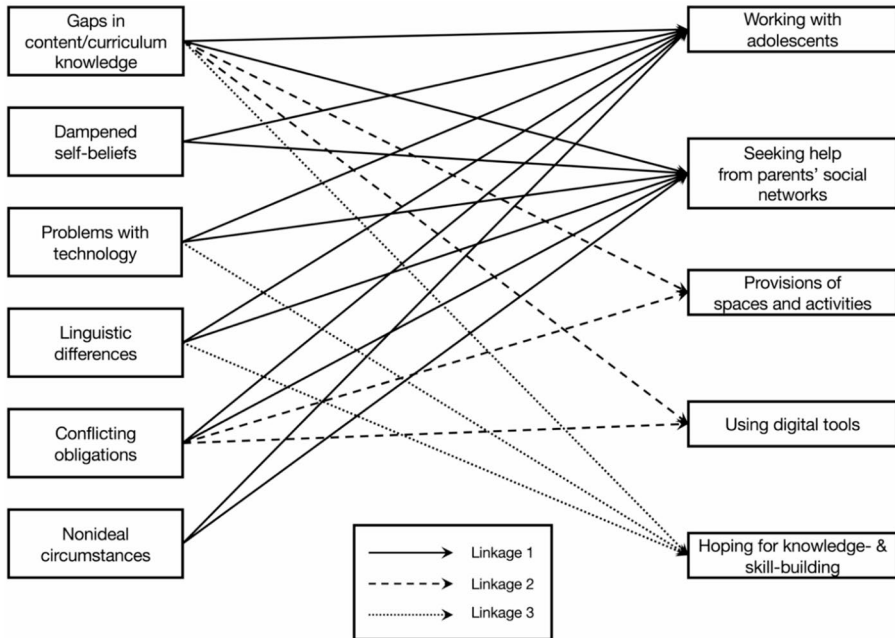 Gaps in
content/curriculum
knowledge
Dampened
self-beliefs
Problems with
technology
Linguistic
differences
Conflicting
obligations
Nonideal
circumstances
Working with
adolescents
Seeking help
from parents’ social
networks
Provisions of
spaces and activities
Using digital tools
Hoping for knowledge- &
skill-building
Linkage 1
Linkage 2
Linkage 3